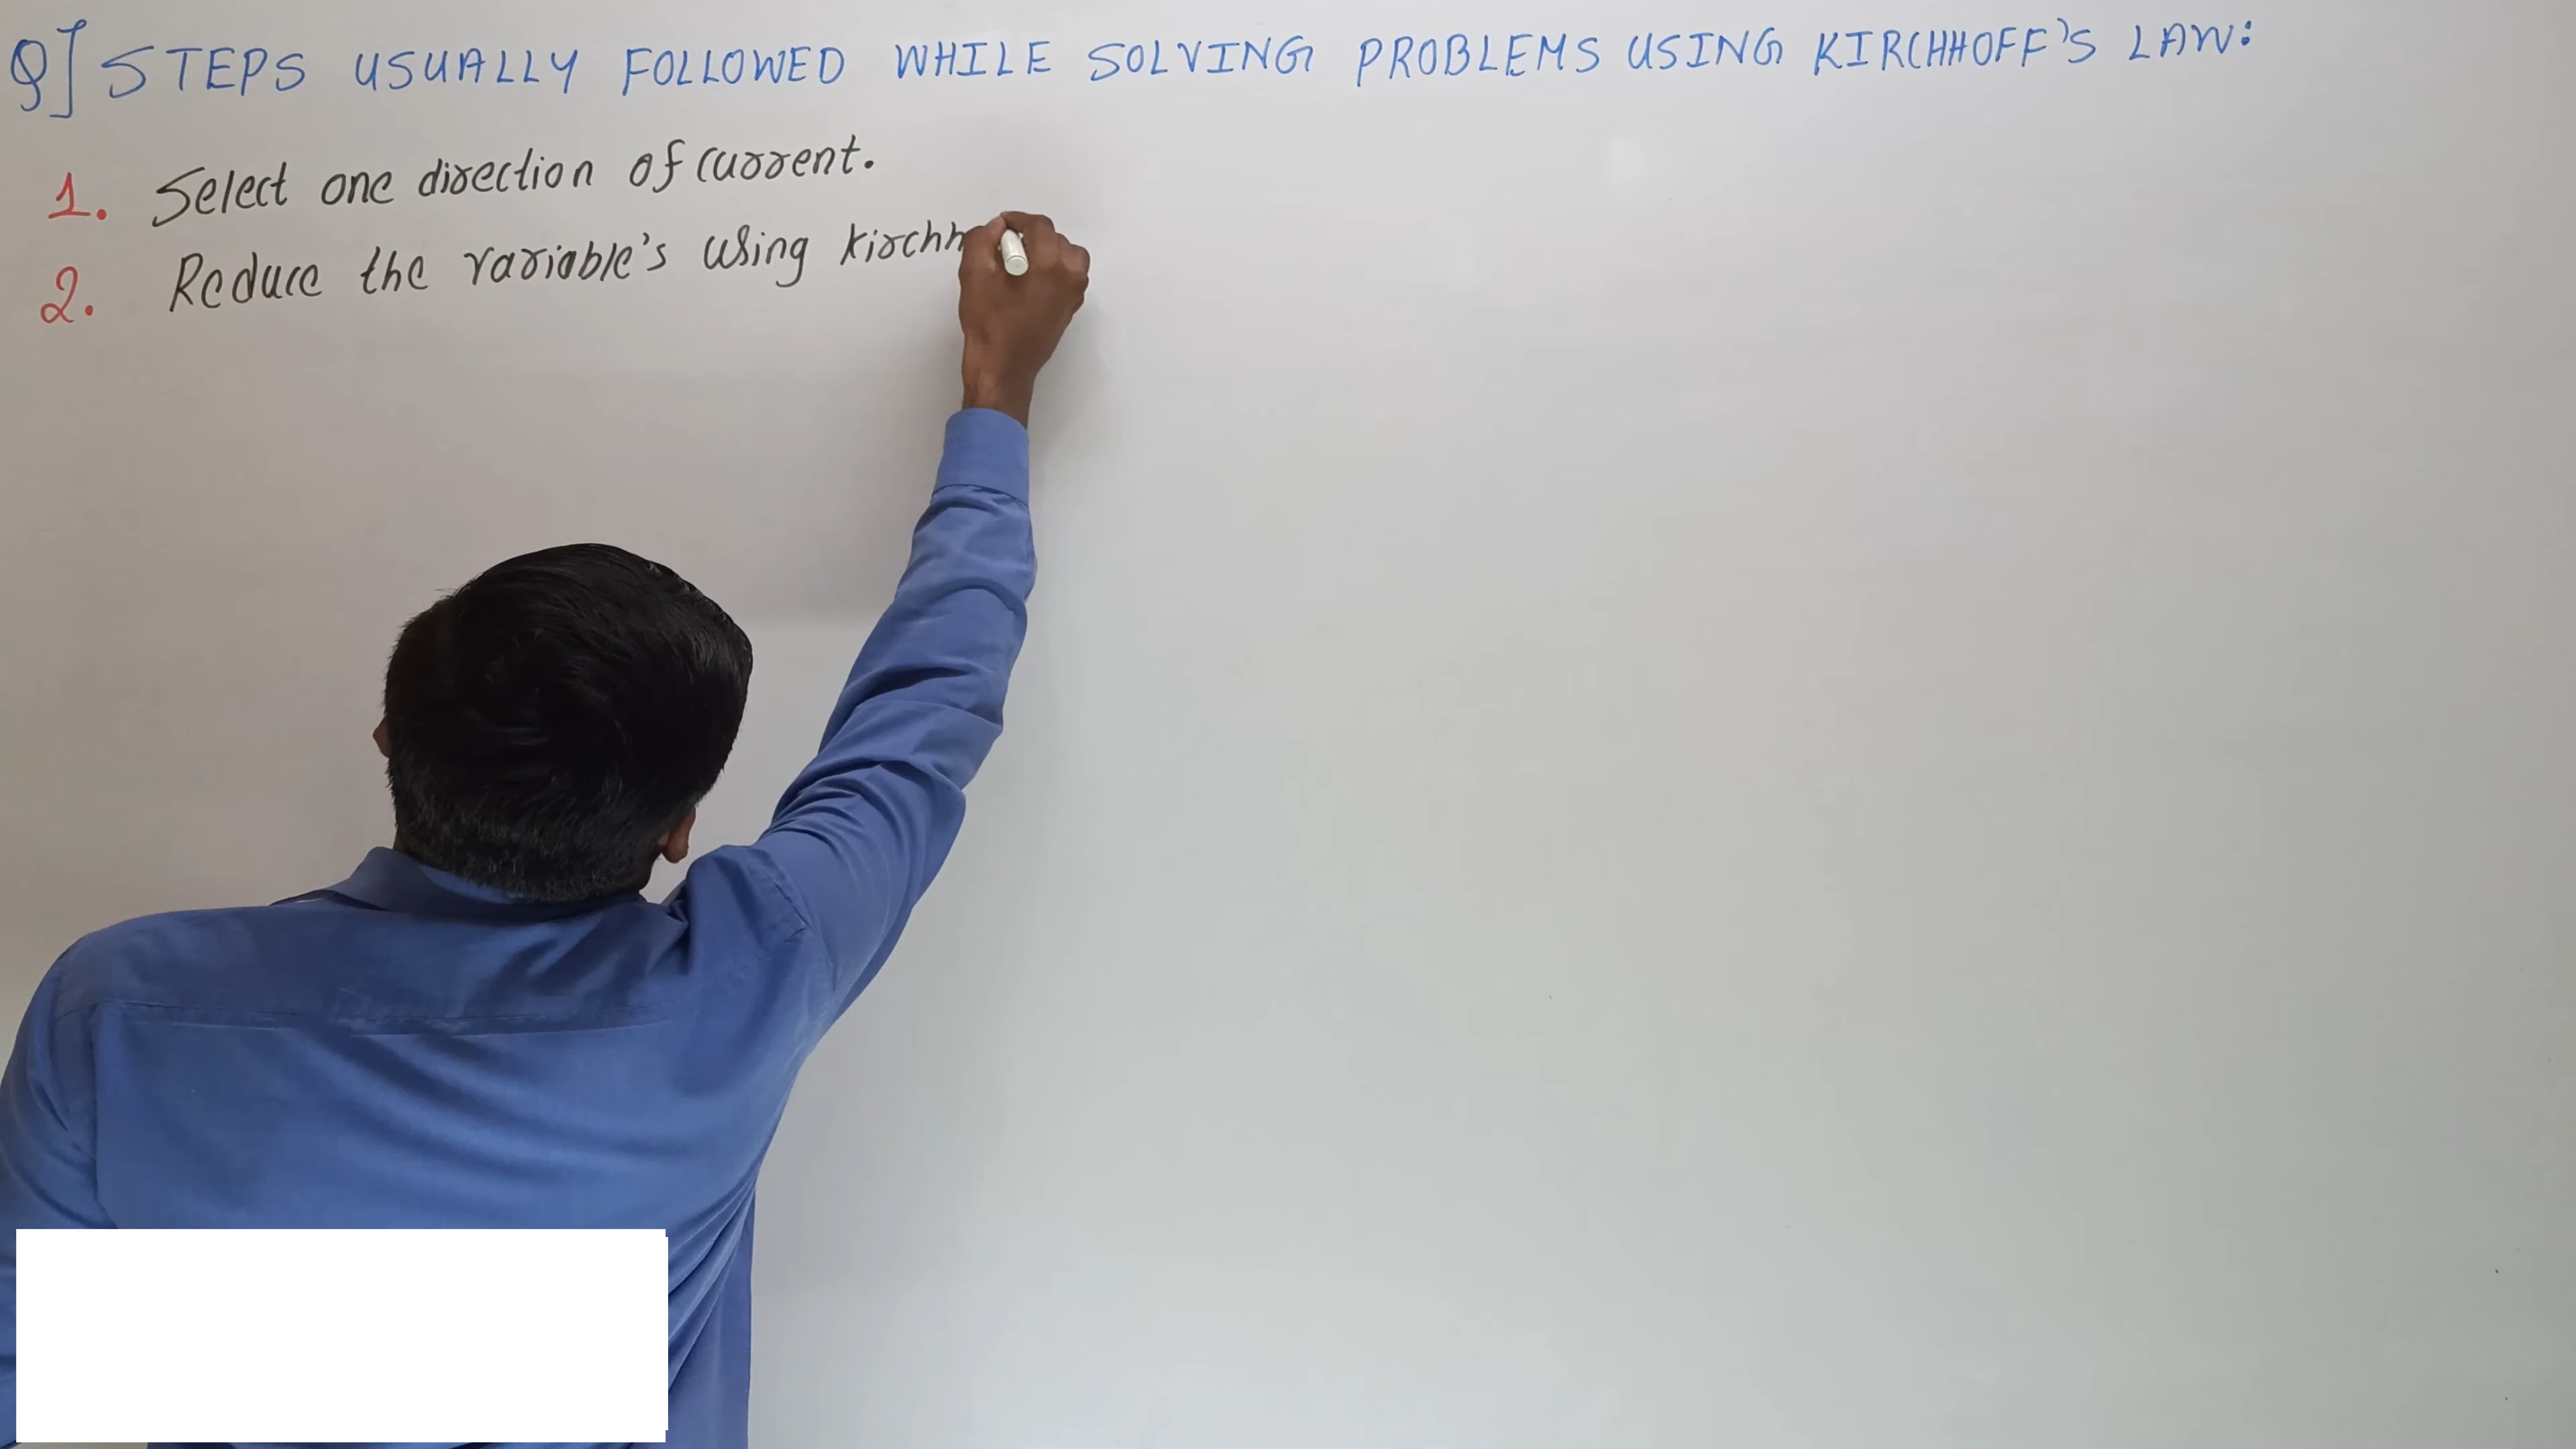 Q] STEPS USUALLY FOLLOWED WHILE SOLVING PROBLEMS USING KIRCHHOFF'S LAW:
1. Select one direction of current.
2. Reduce the variable's using kirchh